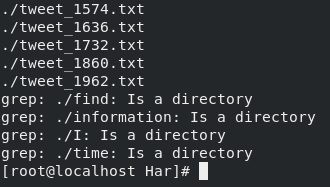 ./tweet_1574.txt
./tweet_1636.txt
./tweet_1732.txt
./tweet_1860.txt
./tweet_1962.txt
grep: ./find: Is a directory
grep: ./information: Is a directory
grep: ./I: Is a directory
grep: ./time: Is a directory
[root@localhost Har]#